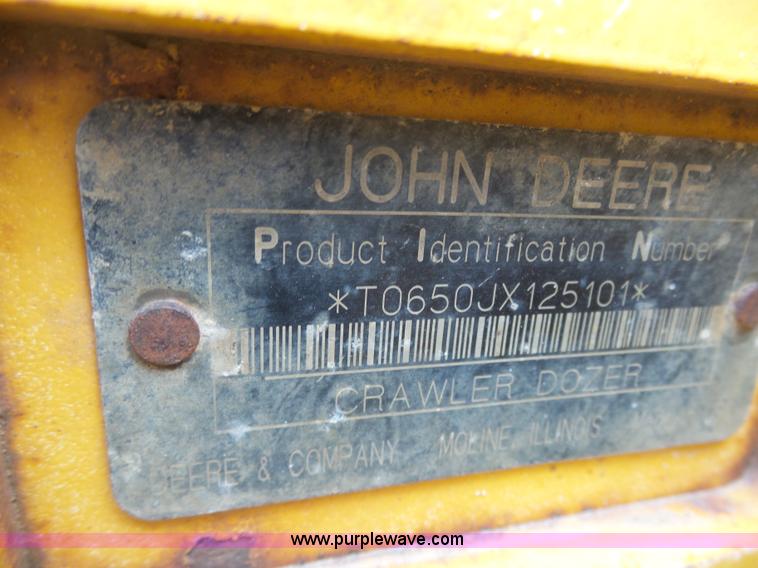 JOHN DEERE
Product Identification Number
*T0650JX125101*
CRAWLER DOZER
DEERE & COMPANY MOLINE, ILLINOIS
www.purplewave.com